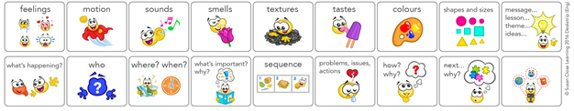 feelings
motion
sounds
smells
textures
tastes
colours
shapes and sizes
message...
lesson...
theme...
ideas...
what's happening?
who
where? when?
what's important?
why?
sequence
problems, issues,
actions
how?
why?
next...
why?